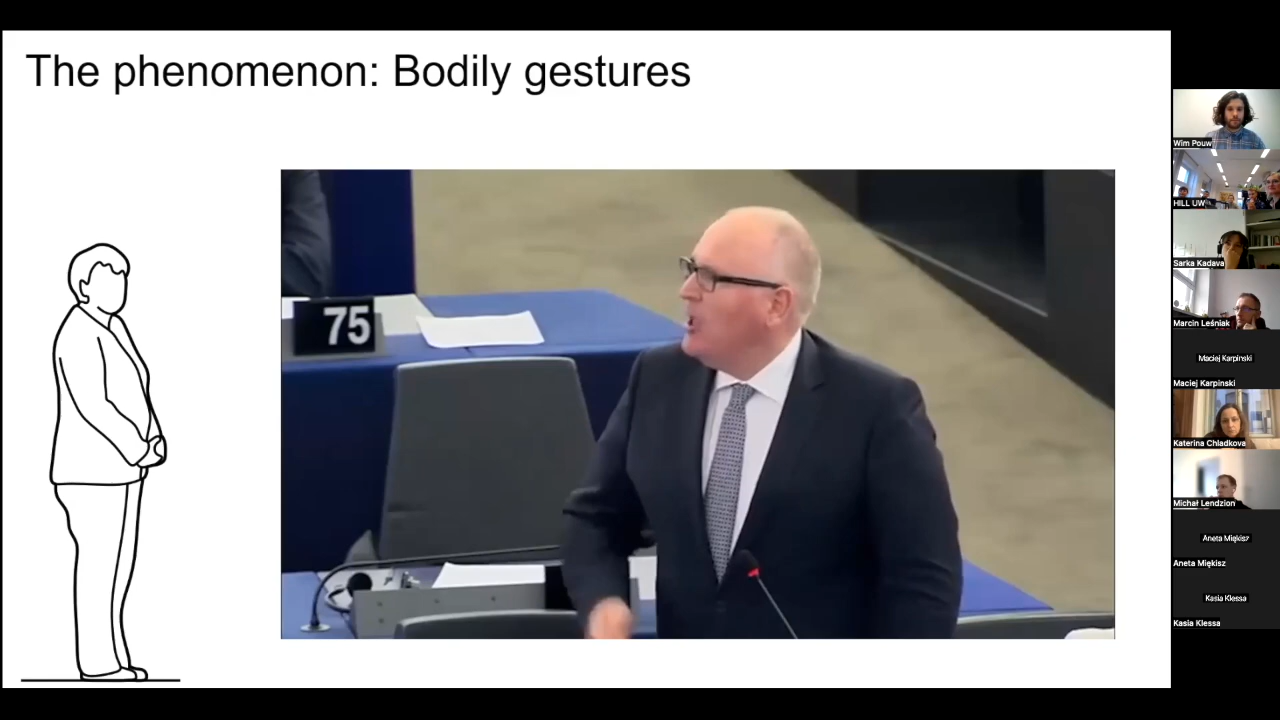 The phenomenon: Bodily gestures
75
Wim Pouw
HILL UW
Sarka Kadava
Marcin Leśniak
Maciej Karpinski
Maciej Karpinski
Katerina Chladkova
Michał Lendzion
Aneta Miękisz
Aneta Miękisz
Kasia Klessa
Kasia Klessa